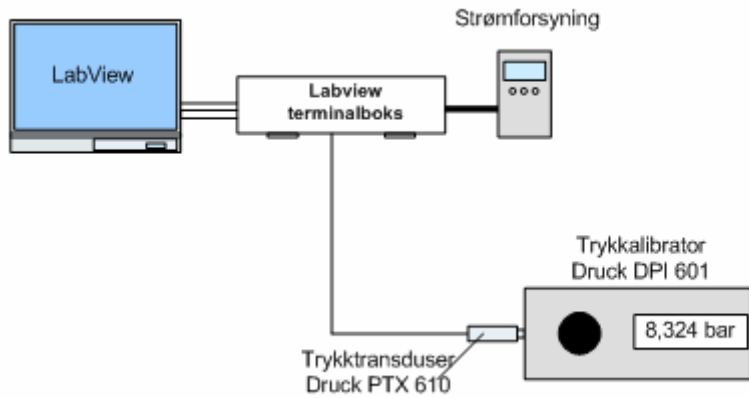 Strømforsyning
LabView
Labview
terminalboks
Trykkalibrator
Druck DPI 601
8,324 bar
Trykktransduser
Druck PTX 610